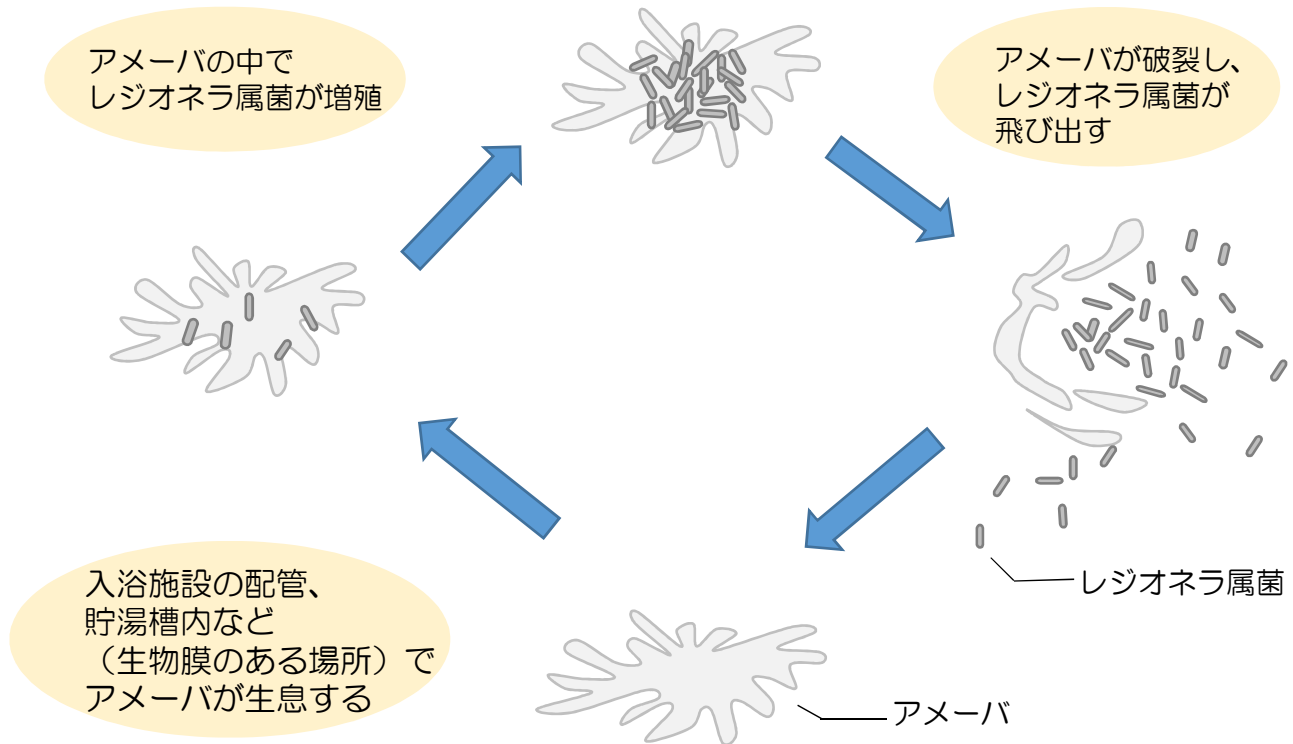 アメーバの中で
レジオネラ属菌が増殖
アメーバが破裂し、
レジオネラ属菌が
飛び出す
レジオネラ属菌
入浴施設の配管、
貯湯槽内など
（生物膜のある場所）で
アメーバが生息する
アメーバ